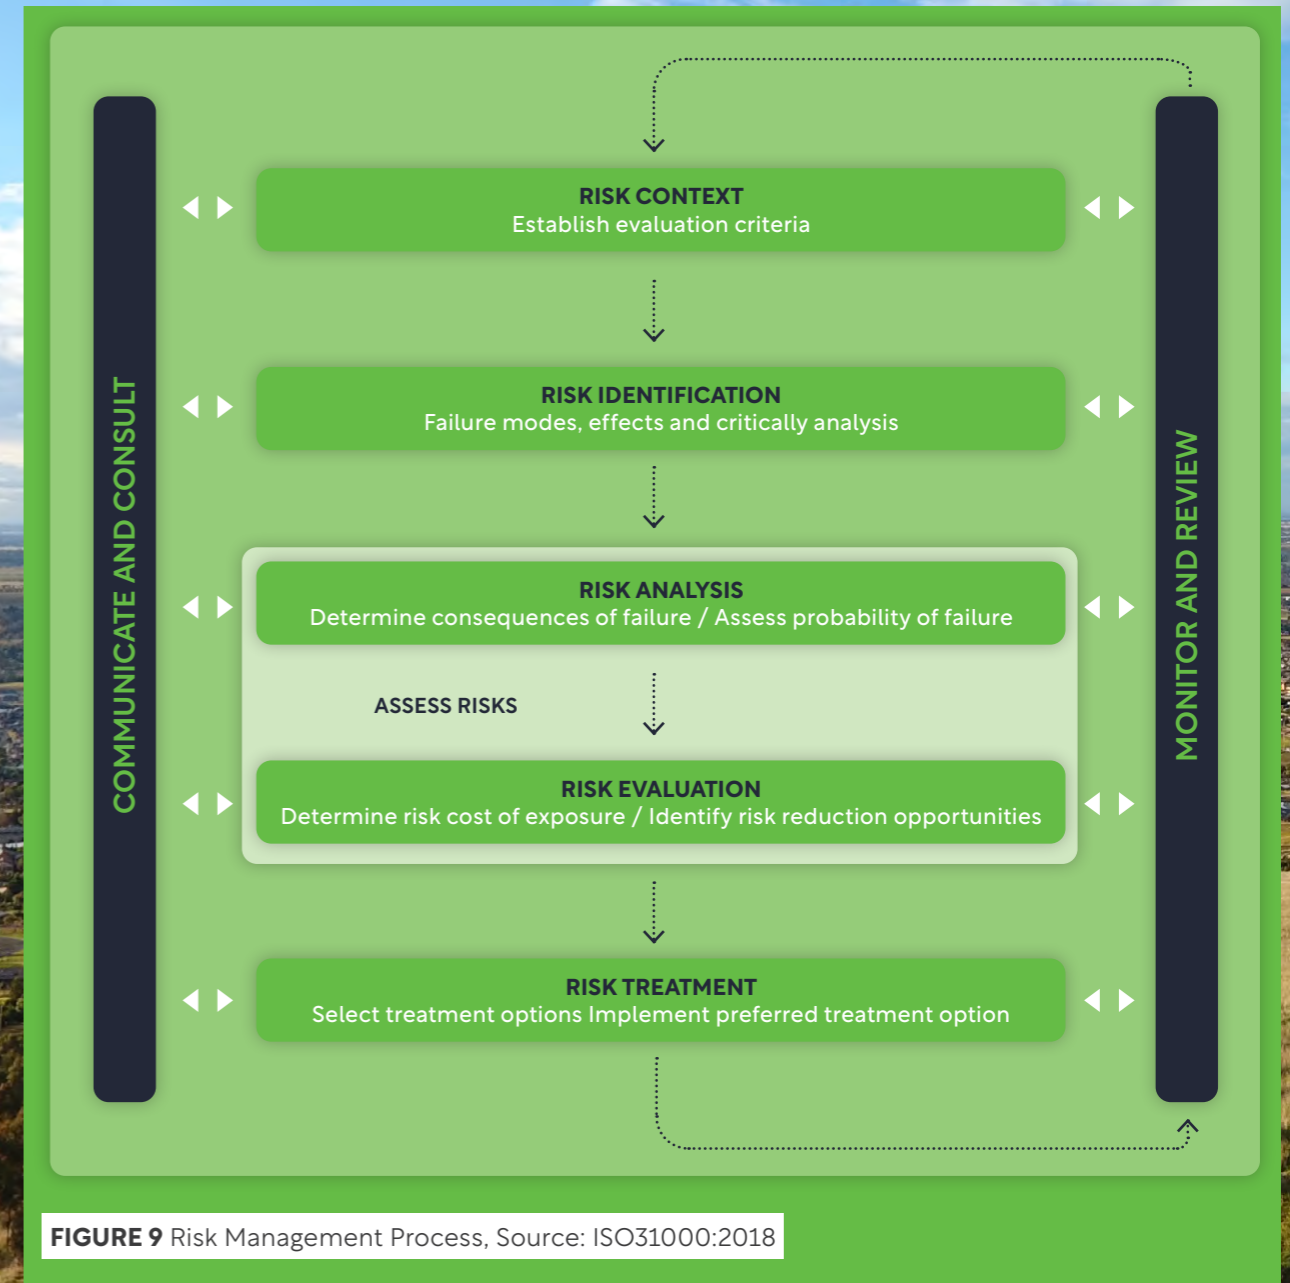 RISK CONTEXT
Establish evaluation criteria
RISK IDENTIFICATION
Failure modes, effects and critically analysis
RISK ANALYSIS
Determine consequences of failure / Assess probability of failure
ASSESS RISKS
RISK EVALUATION
Determine risk cost of exposure / Identify risk reduction opportunities
RISK TREATMENT
Select treatment options Implement preferred treatment option
COMMUNICATE AND CONSULT
MONITOR AND REVIEW
FIGURE 9 Risk Management Process, Source: ISO31000:2018